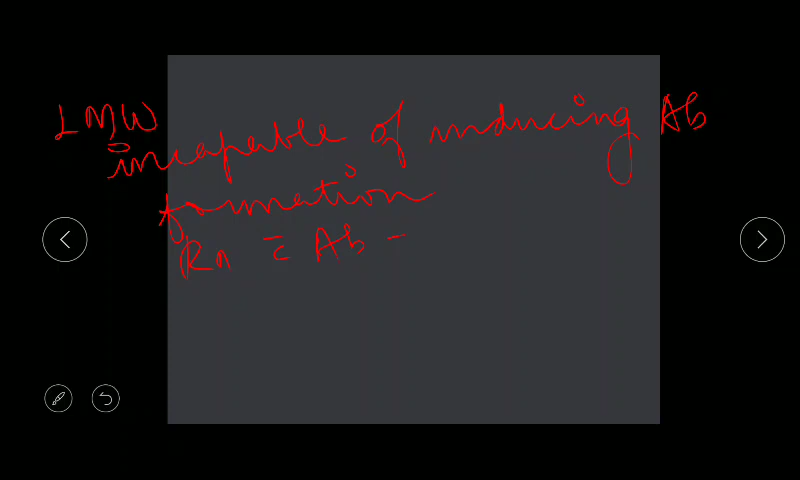 LMW
incapable of inducing Ab
formation
Rn c̄ Ab -